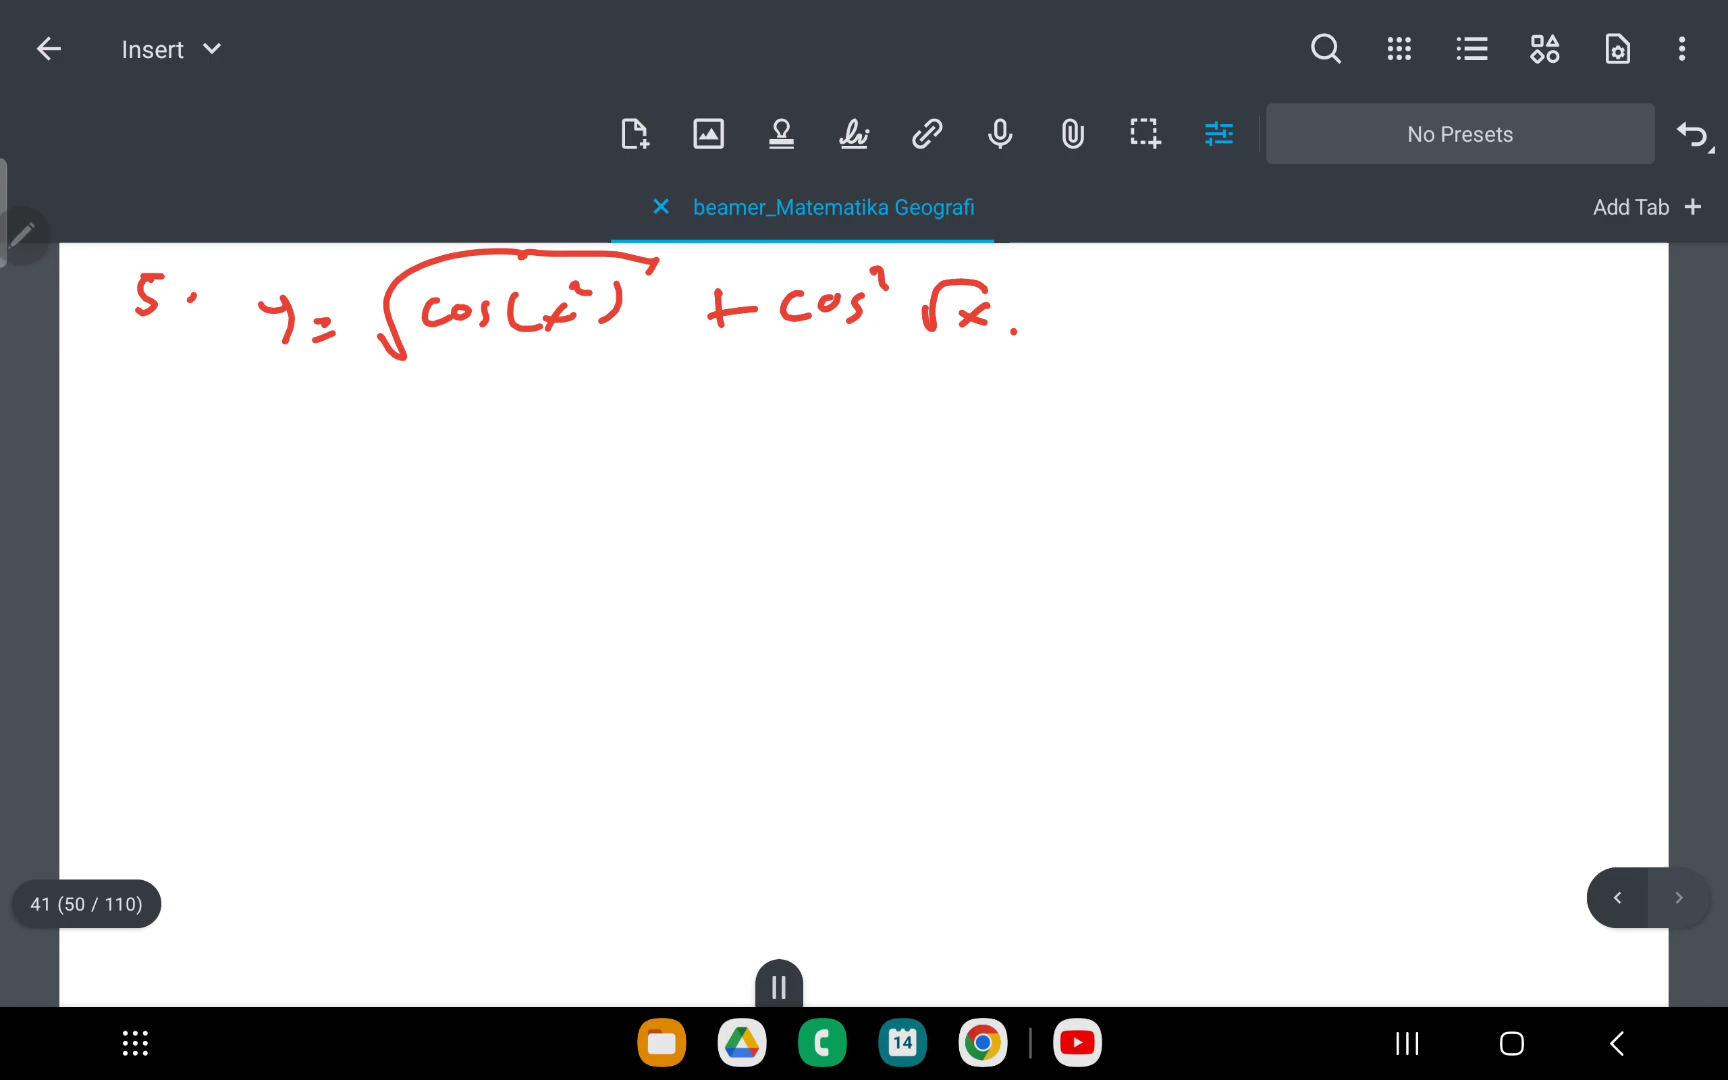 Insert
No Presets
beamer_Matematika Geografi
Add Tab +
5. y = √cos(x²) + cos² √x.
41 (50 / 110)
14